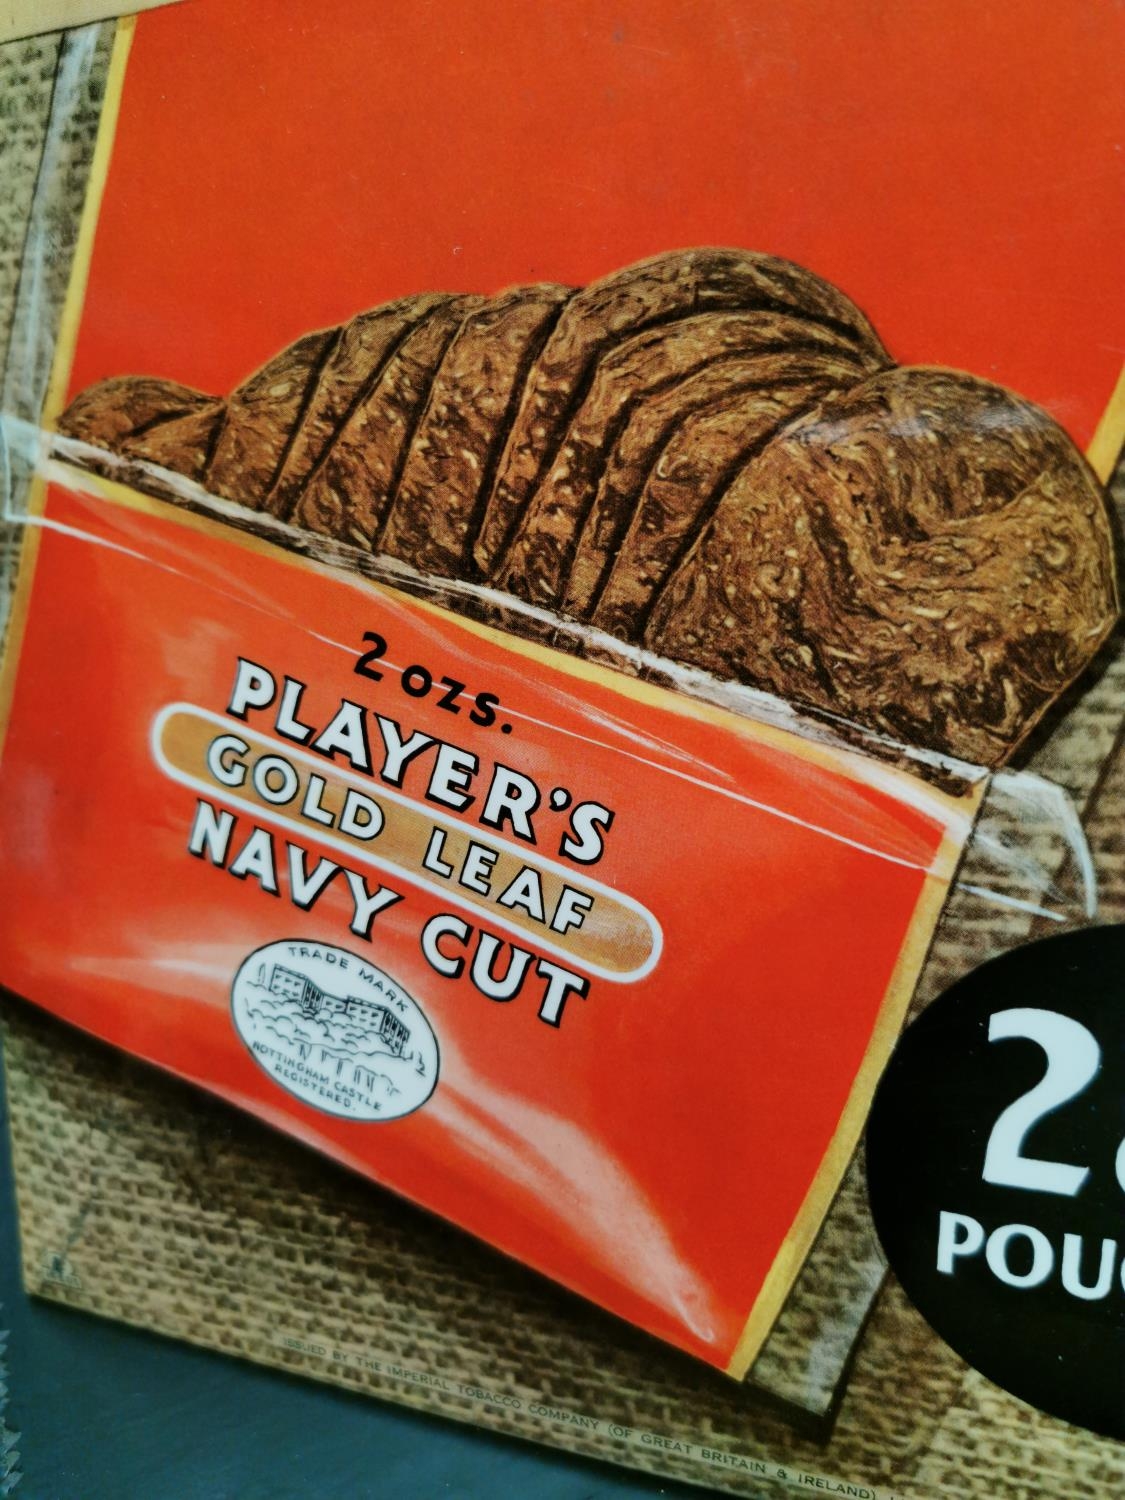 2 ozs.
PLAYER'S
GOLD LEAF
NAVY CUT
TRADE MARK
NOTTINGHAM CASTLE
REGISTERED.
2
POU
ISSUED BY THE IMPERIAL TOBACCO COMPANY (OF GREAT BRITAIN & IRELAND)